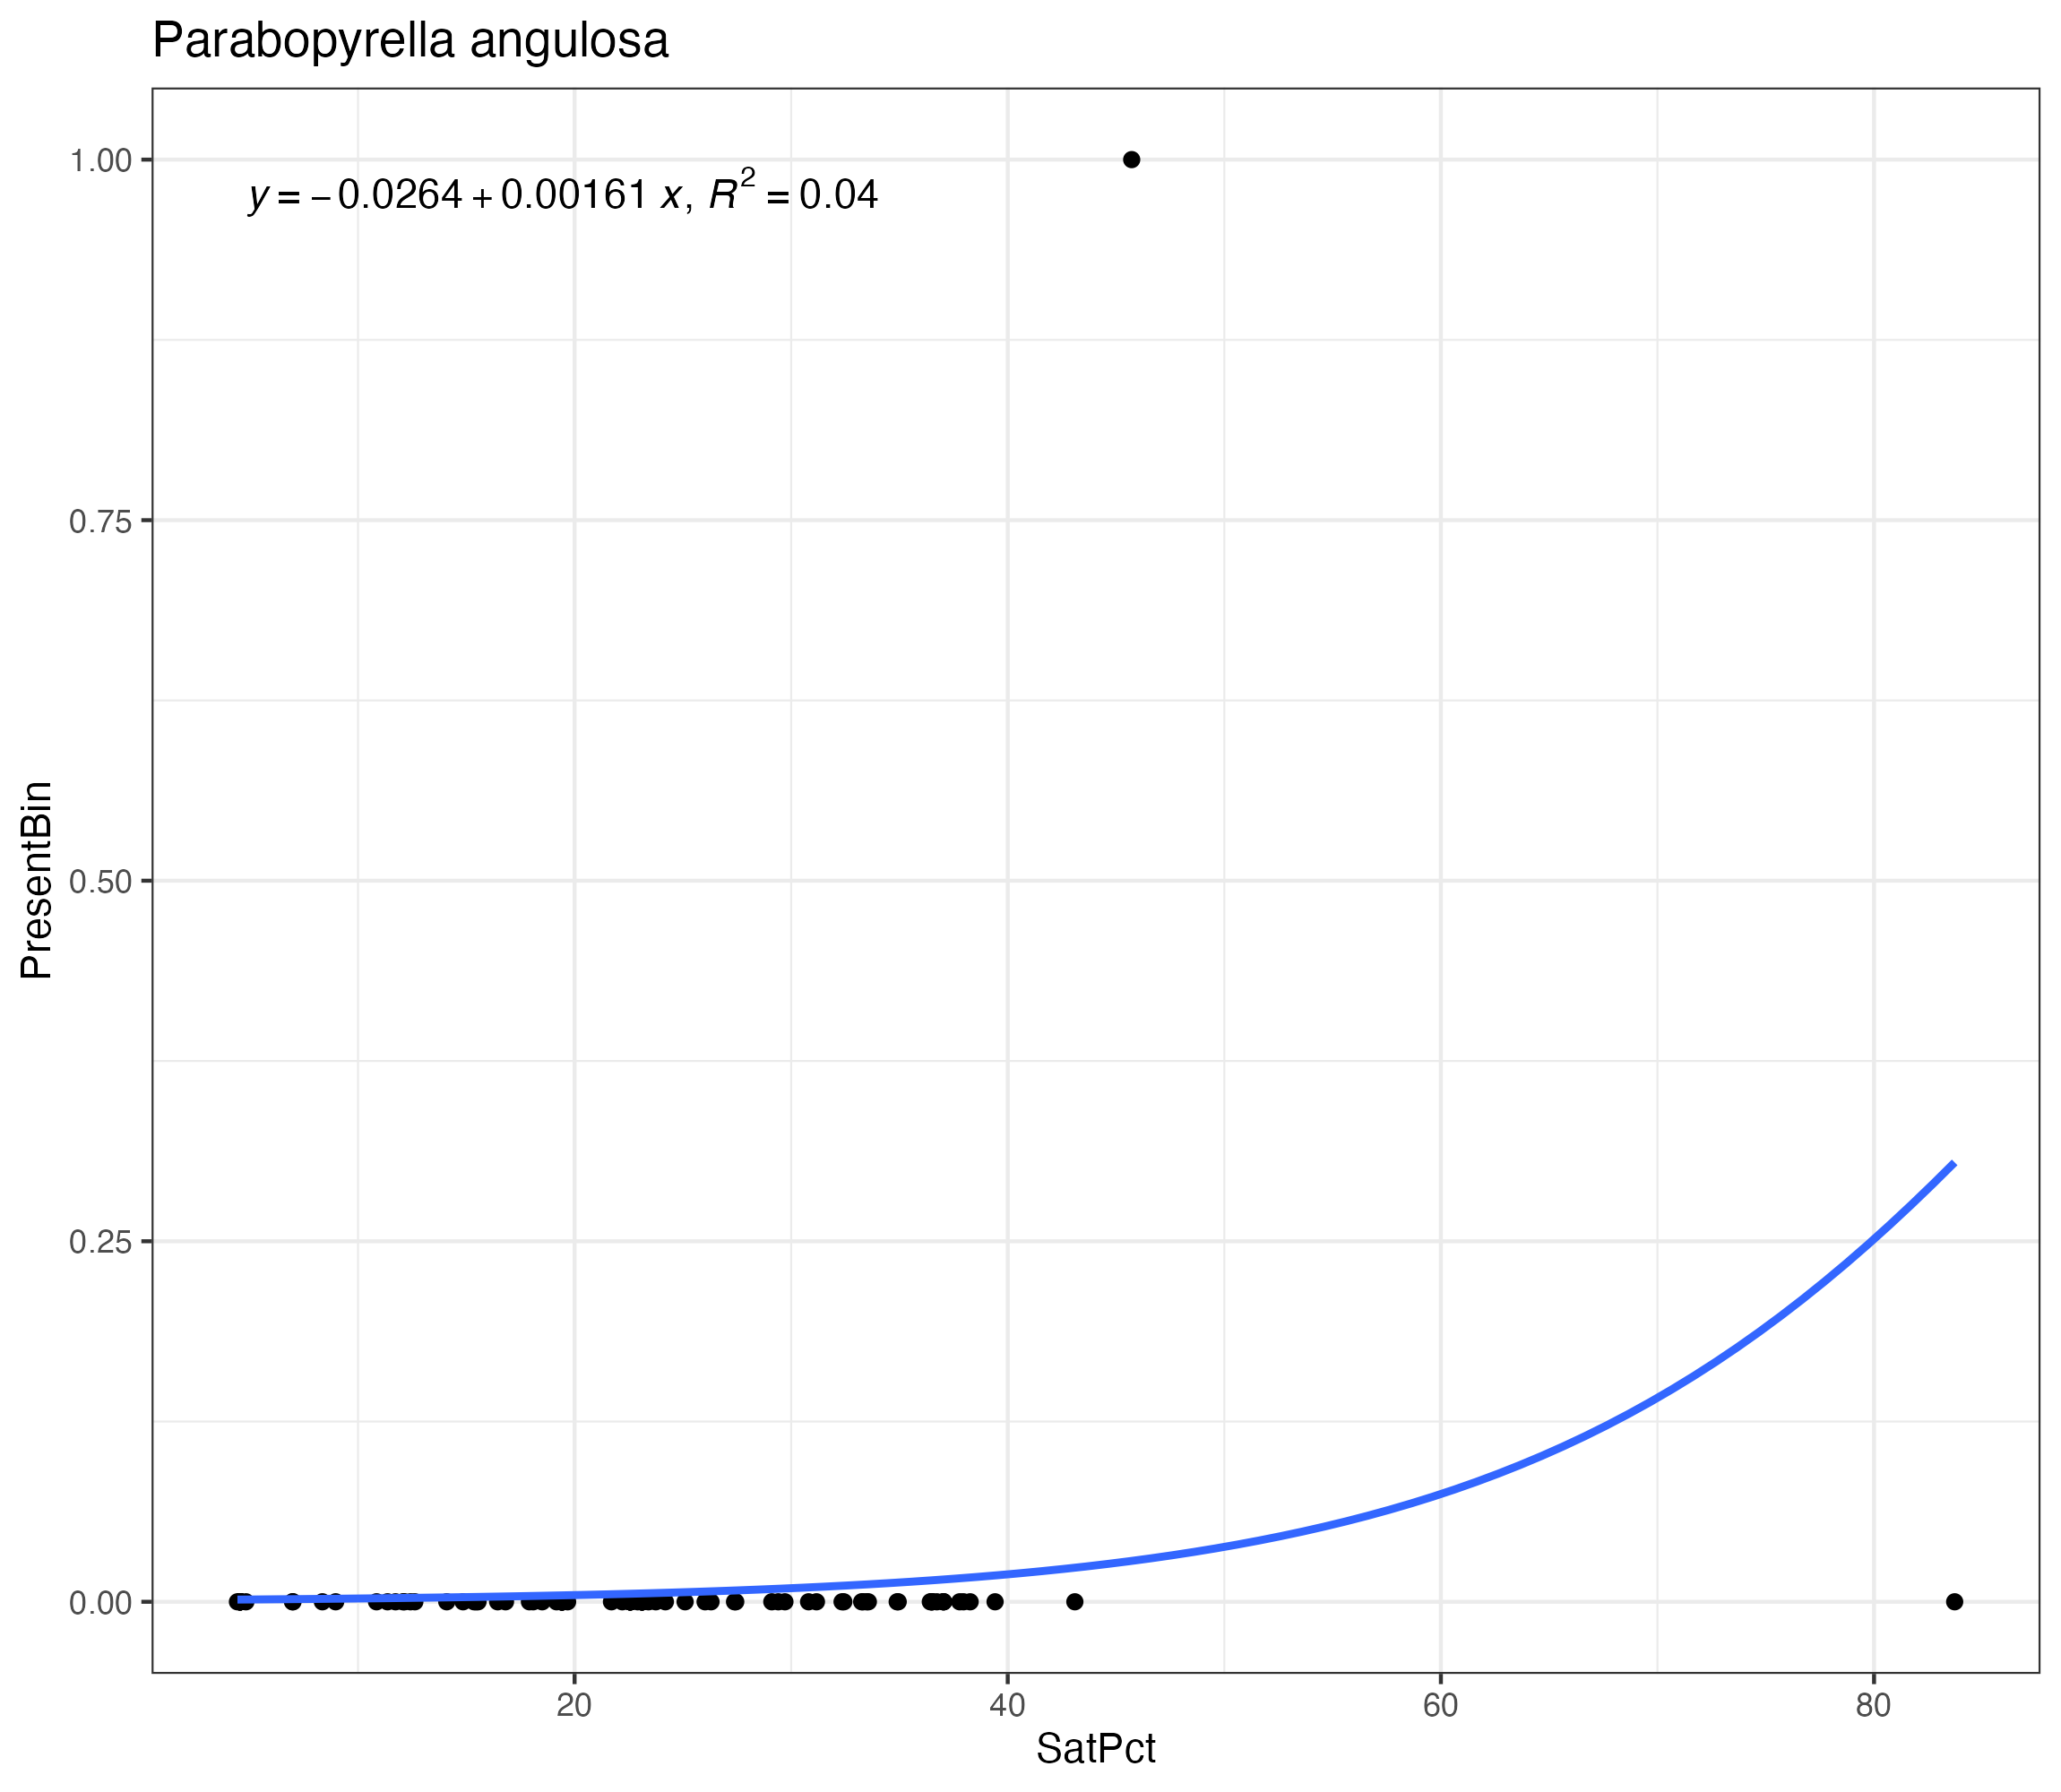 Parabopyrella angulosa
y = −0.0264 + 0.00161 x, R² = 0.04
1.00
0.75
0.50
0.25
0.00
PresentBin
20 40 60 80
SatPct